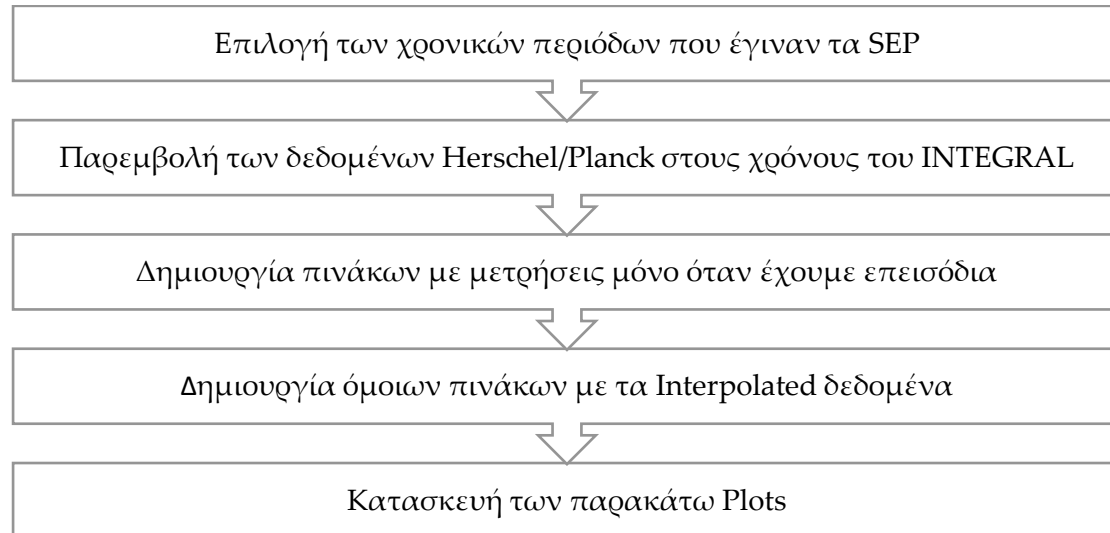 Επιλογή των χρονικών περιόδων που έγιναν τα SEP
Παρεμβολή των δεδομένων Herschel/Planck στους χρόνους του INTEGRAL
Δημιουργία πινάκων με μετρήσεις μόνο όταν έχουμε επεισόδια
Δημιουργία όμοιων πινάκων με τα Interpolated δεδομένα
Κατασκευή των παρακάτω Plots